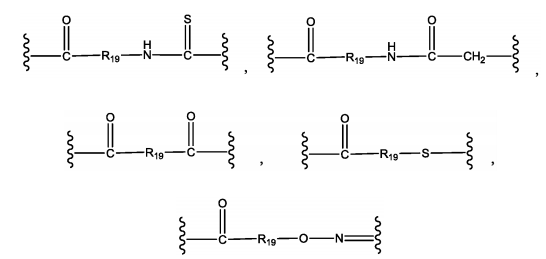 O H S
C R19 N C ,
O H O
C R19 N C CH2 ,
O O
C R19 C ,
O
C R19 S ,
O
C R19 O N